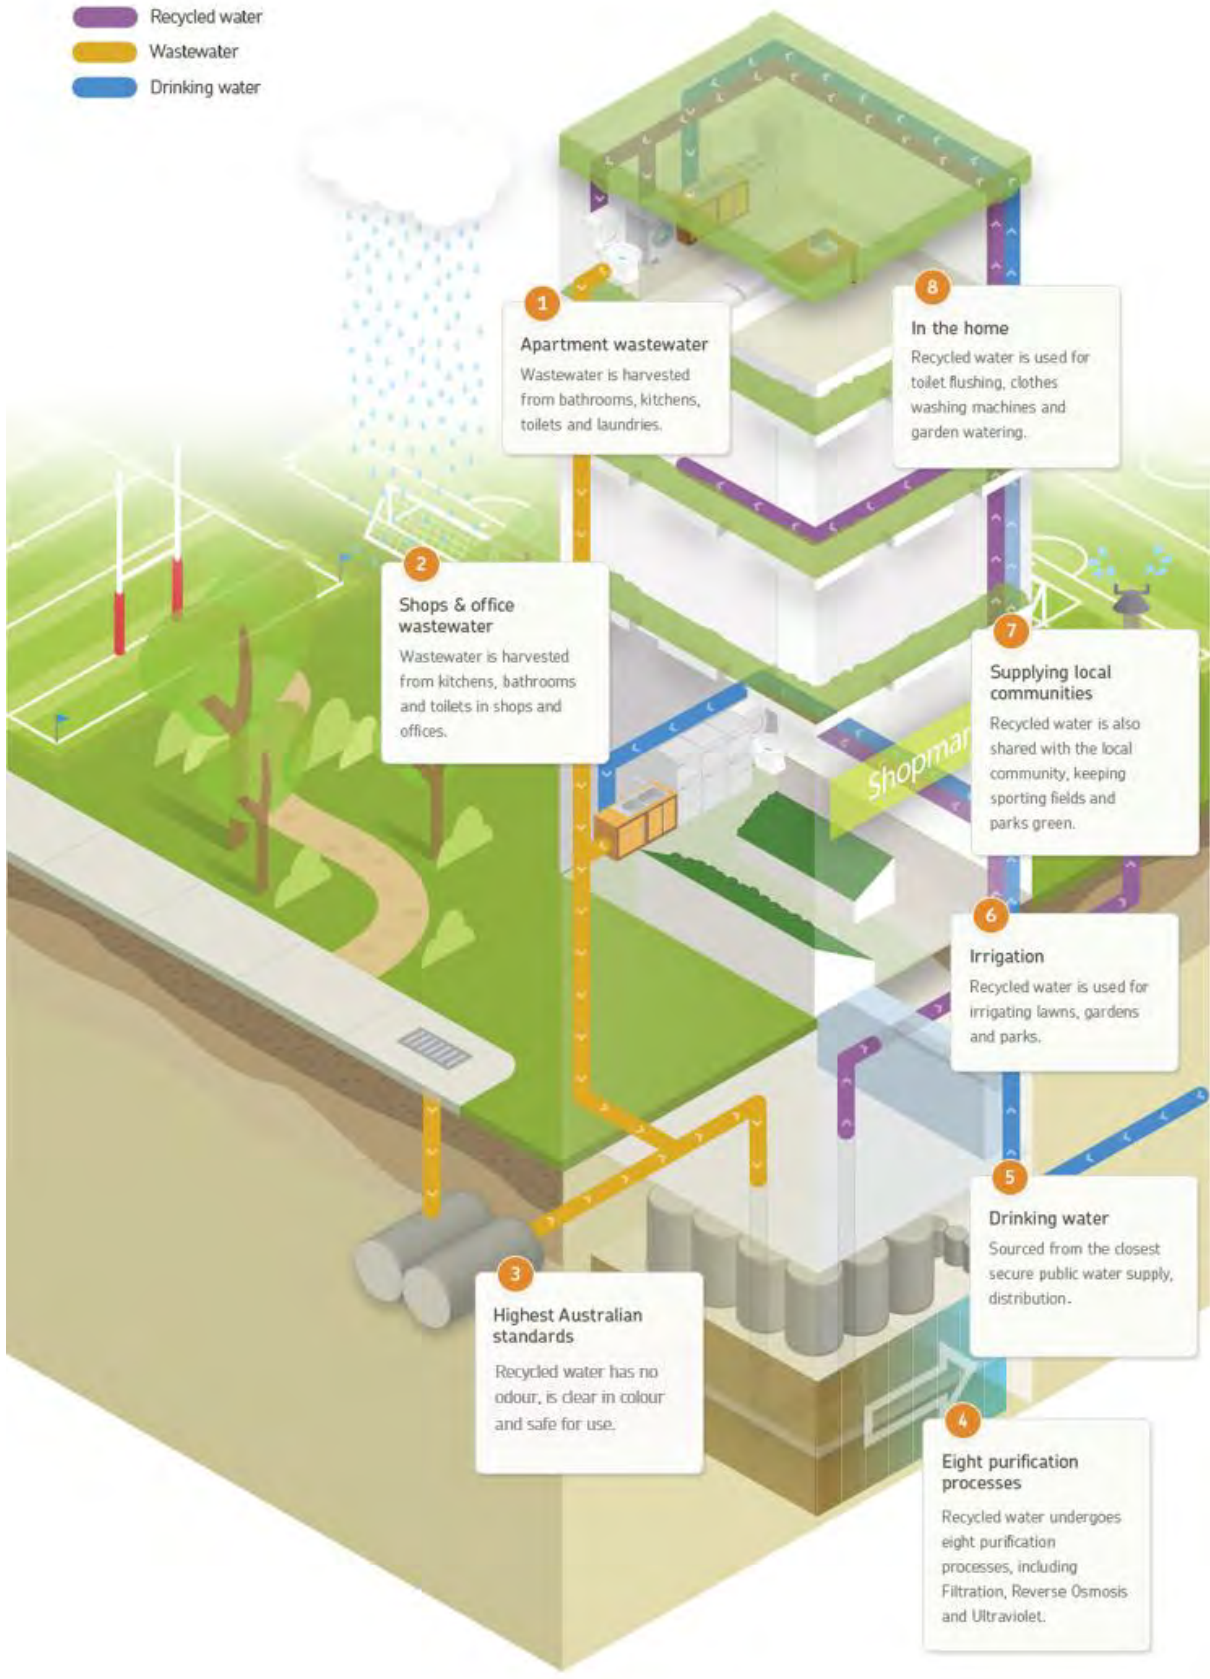 Recycled water
Wastewater
Drinking water
1
Apartment wastewater
Wastewater is harvested
from bathrooms, kitchens,
toilets and laundries.
8
In the home
Recycled water is used for
toilet flushing, clothes
washing machines and
garden watering.
2
Shops & office
wastewater
Wastewater is harvested
from kitchens, bathrooms
and toilets in shops and
offices.
7
Supplying local
communities
Recycled water is also
shared with the local
community, keeping
sporting fields and
parks green.
Shopmar
6
Irrigation
Recycled water is used for
irrigating lawns, gardens
and parks.
5
Drinking water
Sourced from the closest
secure public water supply,
distribution.
3
Highest Australian
standards
Recycled water has no
odour, is clear in colour
and safe for use.
4
Eight purification
processes
Recycled water undergoes
eight purification
processes, including
Filtration, Reverse Osmosis
and Ultraviolet.